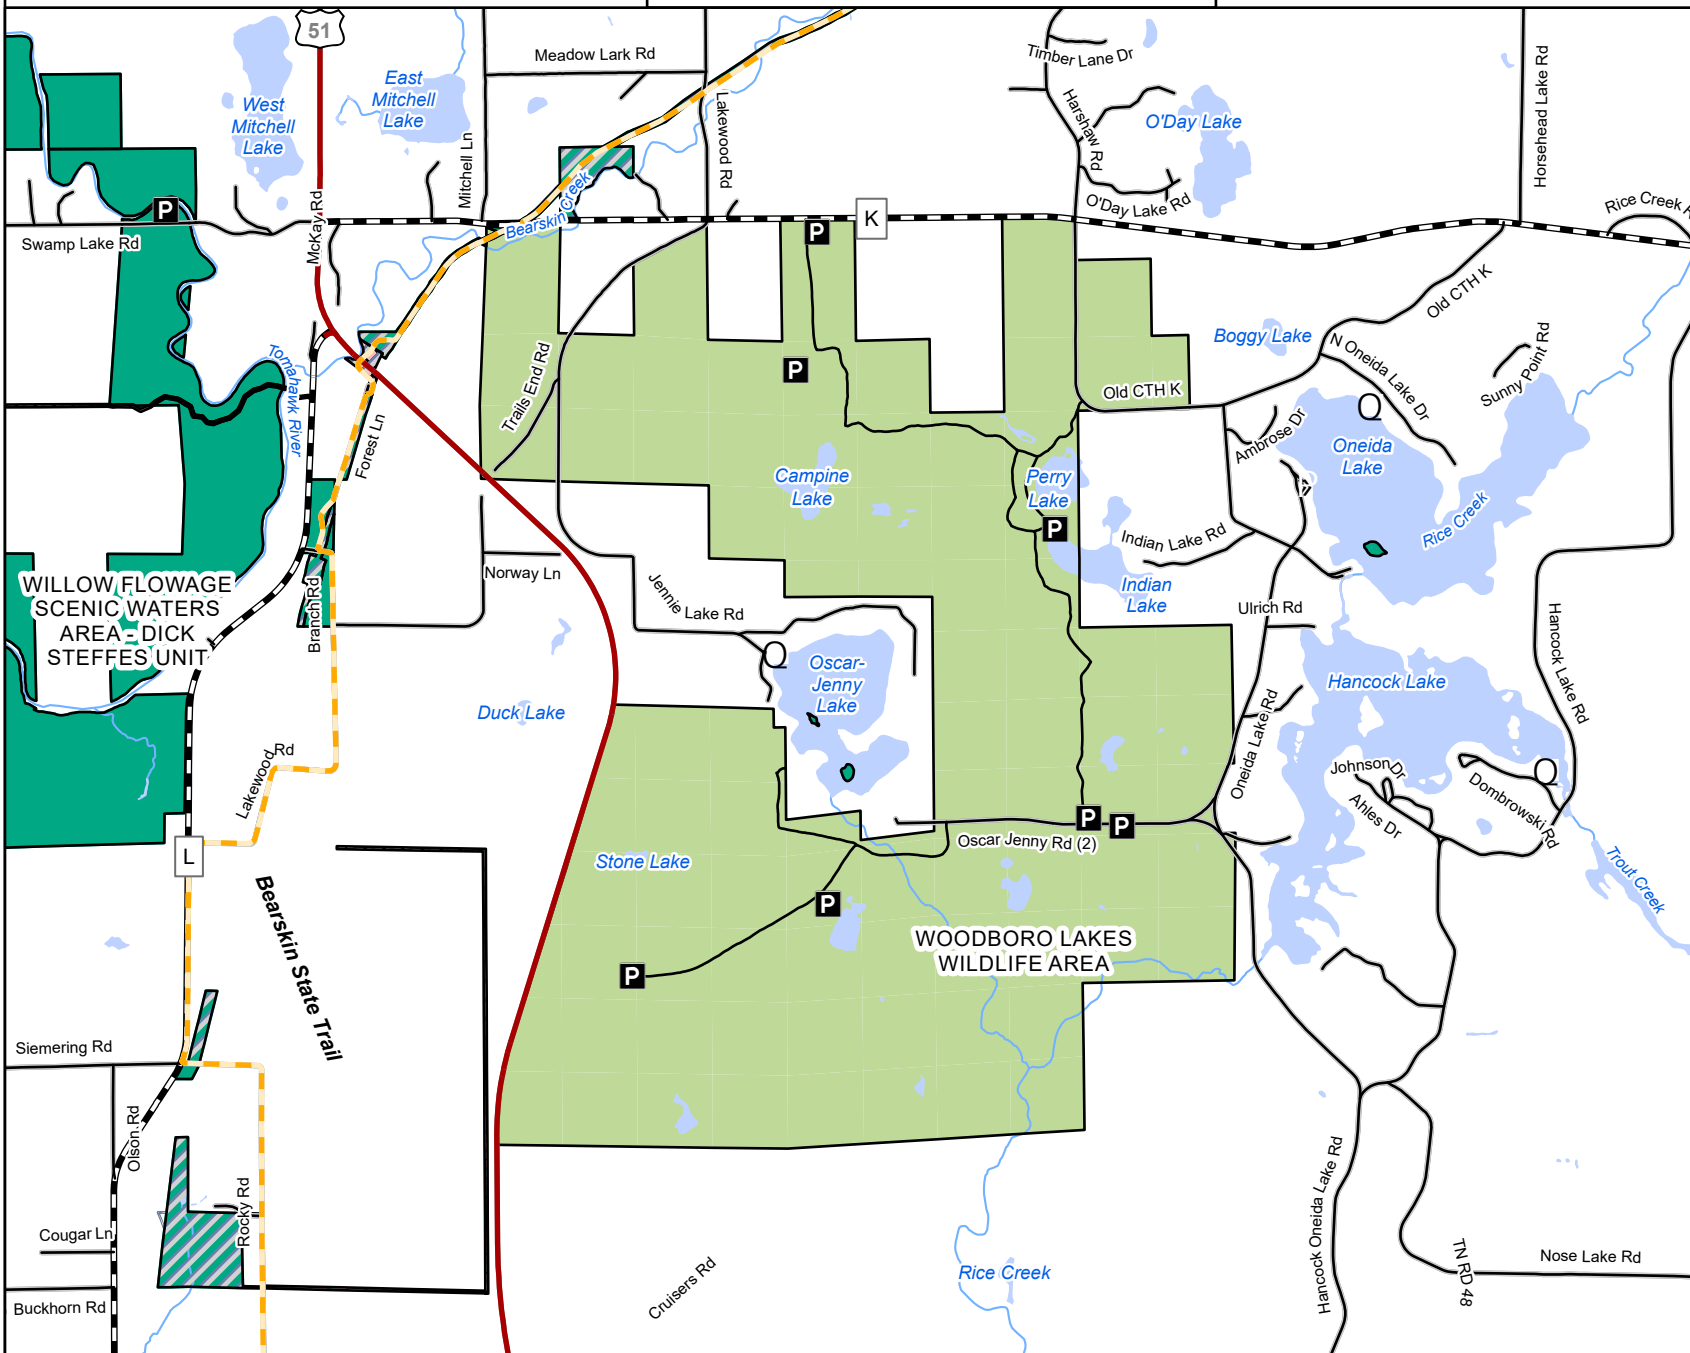 51
Meadow Lark Rd
Timber Lane Dr
West
Mitchell
Lake
East
Mitchell
Lake
Mitchell Ln
Lakewood Rd
Harshaw Rd
O'Day Lake
Horsehead Lake Rd
O'Day Lake Rd
Rice Creek R
P
McKay Rd
Swamp Lake Rd
Bearskin Creek
K
P
Old CTH K
Boggy Lake
N Oneida Lake Dr
Sunny Point Rd
Tomahawk River
Trails End Rd
P
Old CTH K
Forest Ln
Ambrose Dr
Q
Oneida
Lake
Campine
Lake
Perry
Lake
P
Rice Creek
Indian Lake Rd
Indian
Lake
Norway Ln
WILLOW FLOWAGE
SCENIC WATERS
AREA - DICK
STEFFES UNIT
Branch Rd
Jennie Lake Rd
Ulrich Rd
Hancock Lake Rd
Q
Oscar-
Jenny
Lake
Hancock Lake
Duck Lake
Oneida Lake Rd
Lakewood Rd
Johnson Dr
Q
Ahles Dr
Dombrowski Rd
P
P
Oscar Jenny Rd (2)
L
Stone Lake
Trout Creek
Bearskin State Trail
P
WOODBORO LAKES
WILDLIFE AREA
P
Siemering Rd
Olson Rd
Rocky Rd
Cougar Ln
Buckhorn Rd
Cruisers Rd
Rice Creek
Hancock Oneida Lake Rd
TN RD 48
Nose Lake Rd